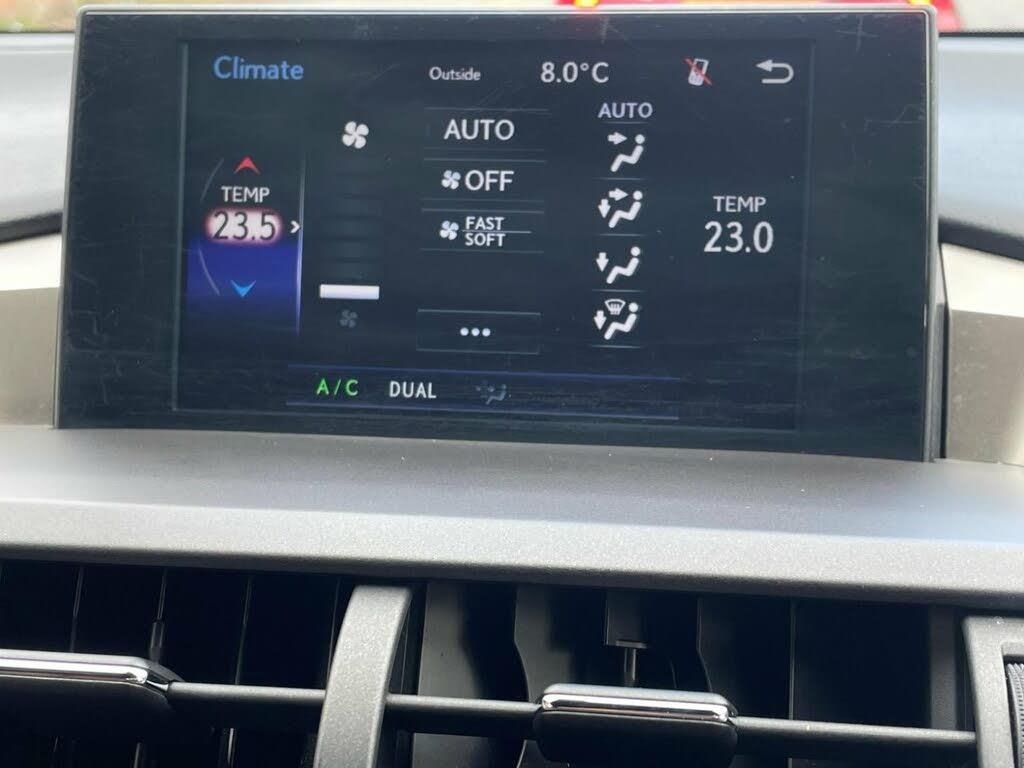 Climate
Outside 8.0°C
AUTO
TEMP
23.5
AUTO
OFF
FAST
SOFT
TEMP
23.0
A/C DUAL